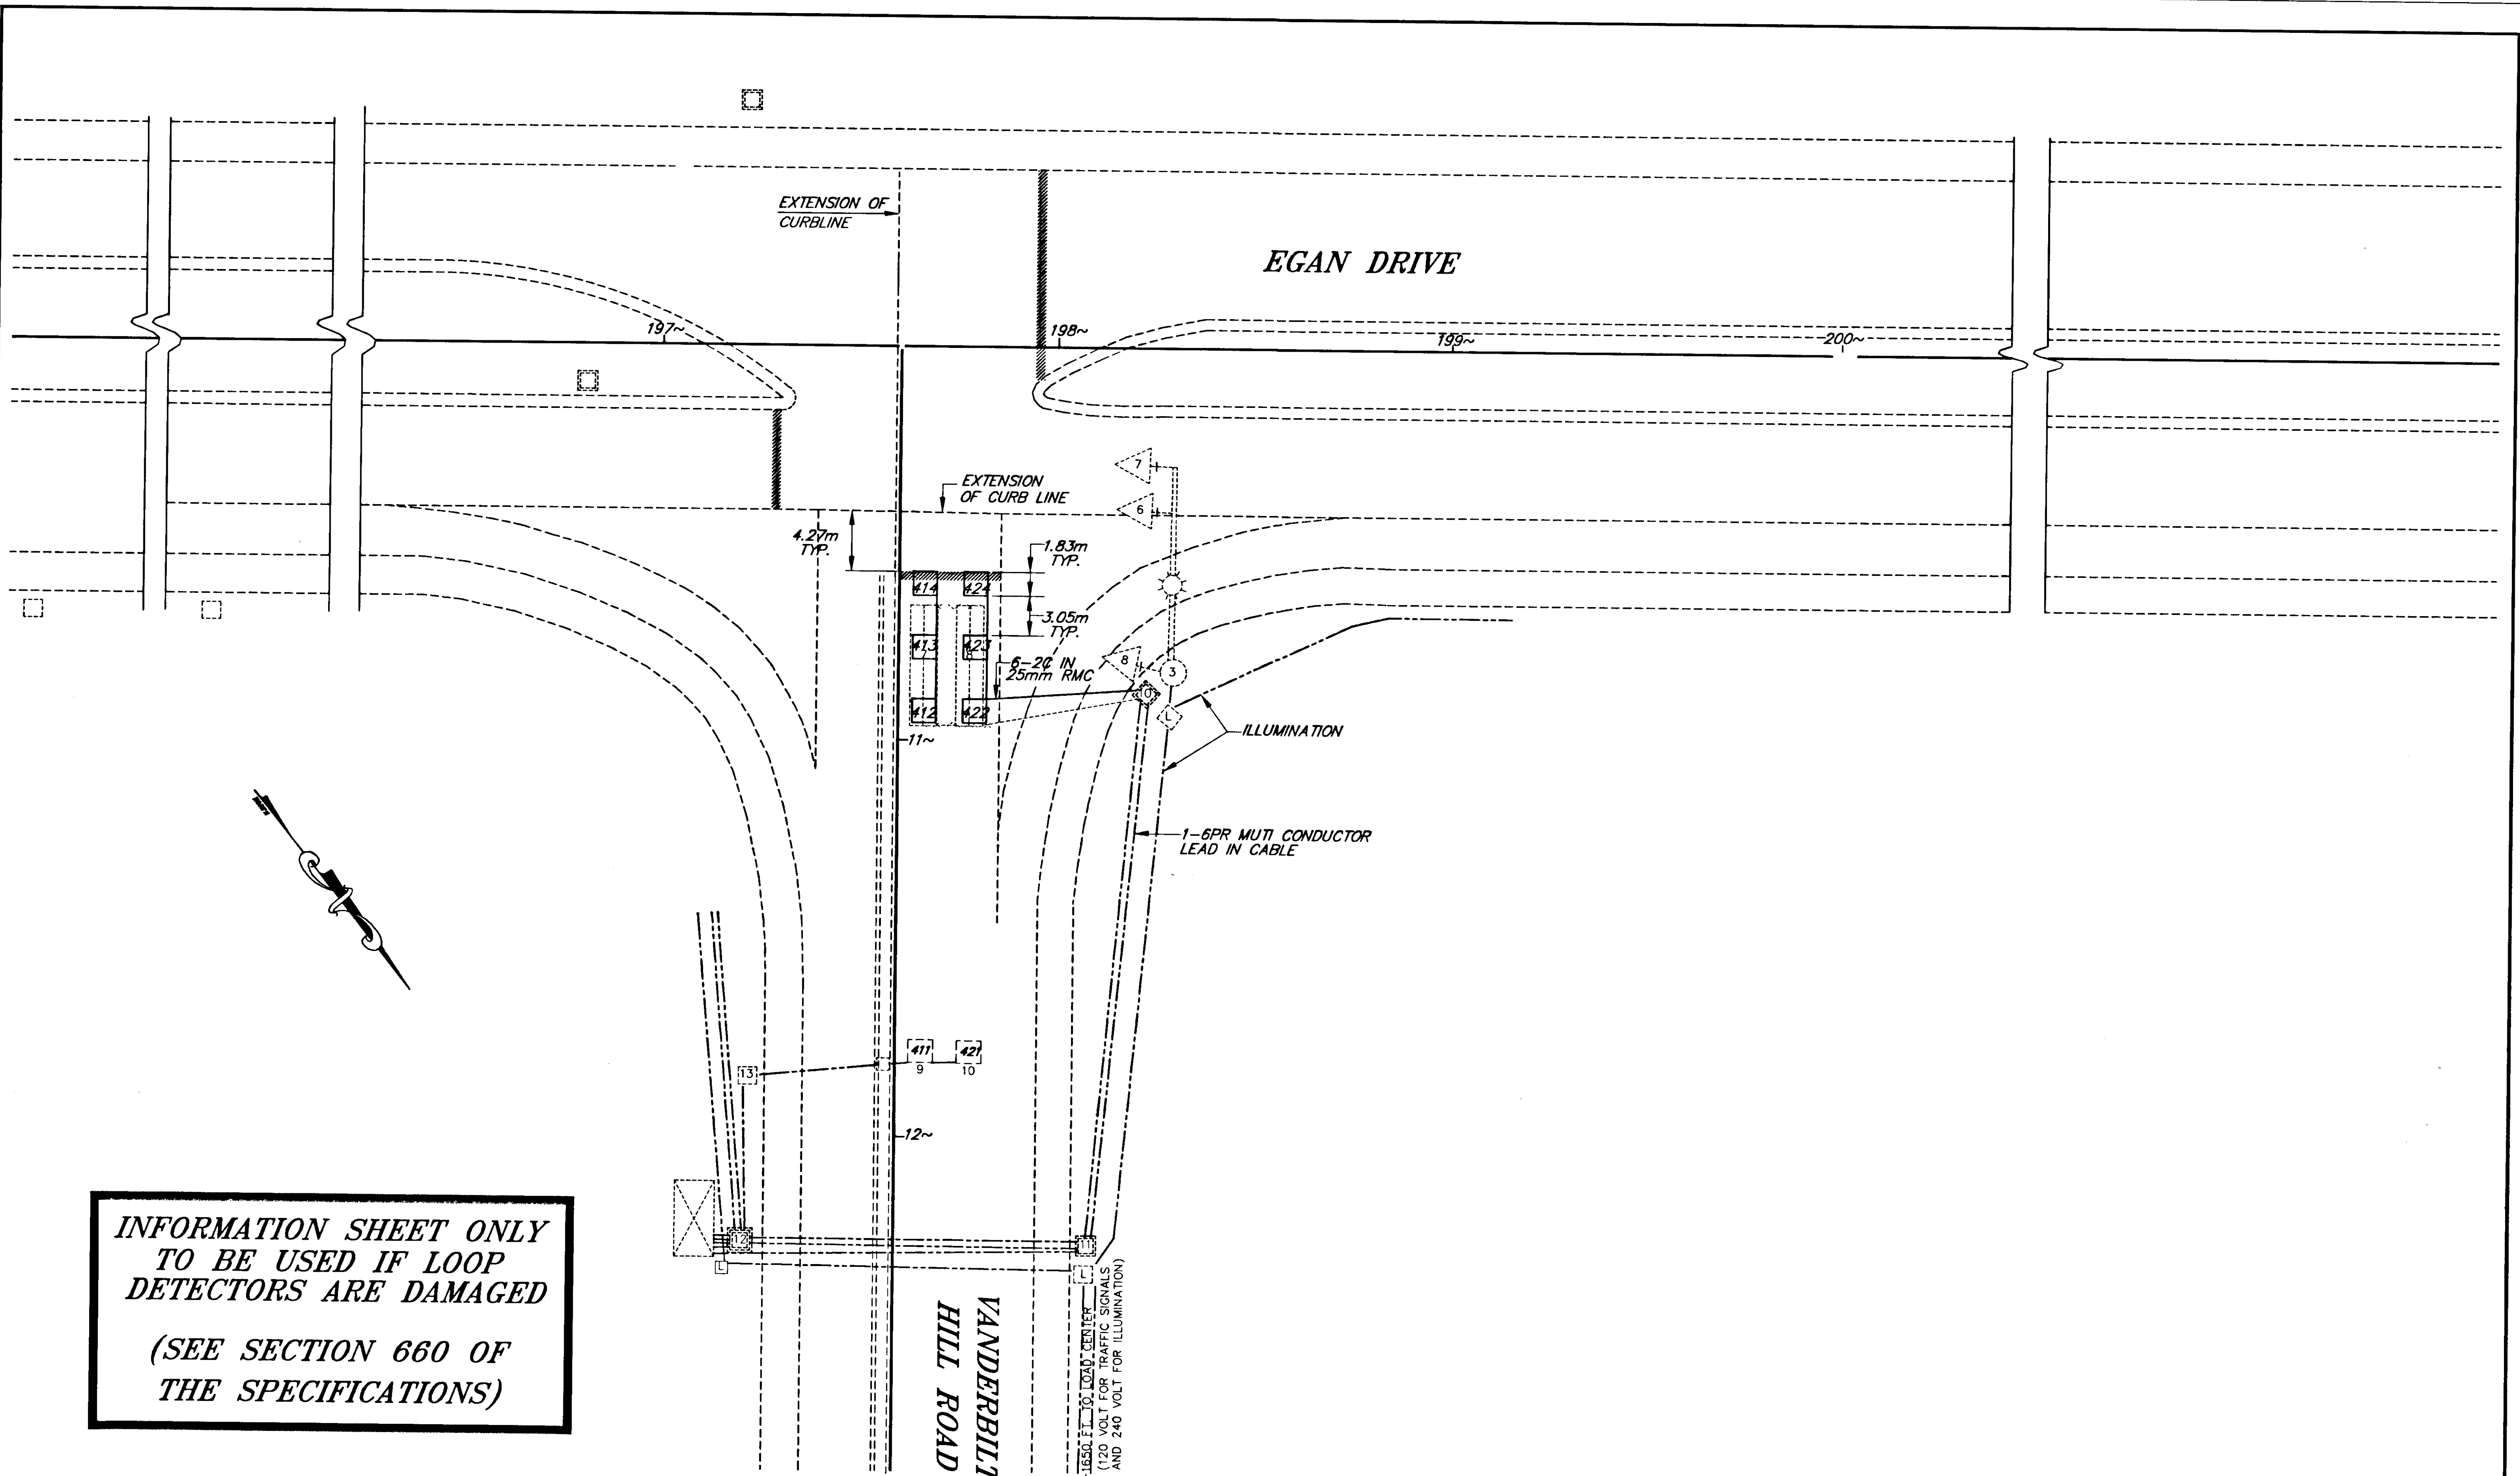 EXTENSION OF
CURBLINE
EGAN DRIVE
197~
198~
199~
200~
7
EXTENSION
OF CURB LINE
6
4.27m
TYP.
1.83m
TYP.
414
424
3.05m
TYP.
413
423
8
3
6-2C IN
25mm RMC
10
412
422
L
ILLUMINATION
11~
1-6PR MUTI CONDUCTOR
LEAD IN CABLE
411
421
9
10
13
12~
12
11
L
L
INFORMATION SHEET ONLY
TO BE USED IF LOOP
DETECTORS ARE DAMAGED
(SEE SECTION 660 OF
THE SPECIFICATIONS)
VANDERBILT
HILL ROAD
1650 FT. TO LOAD CENTER
(120 VOLT FOR TRAFFIC SIGNALS
AND 240 VOLT FOR ILLUMINATION)